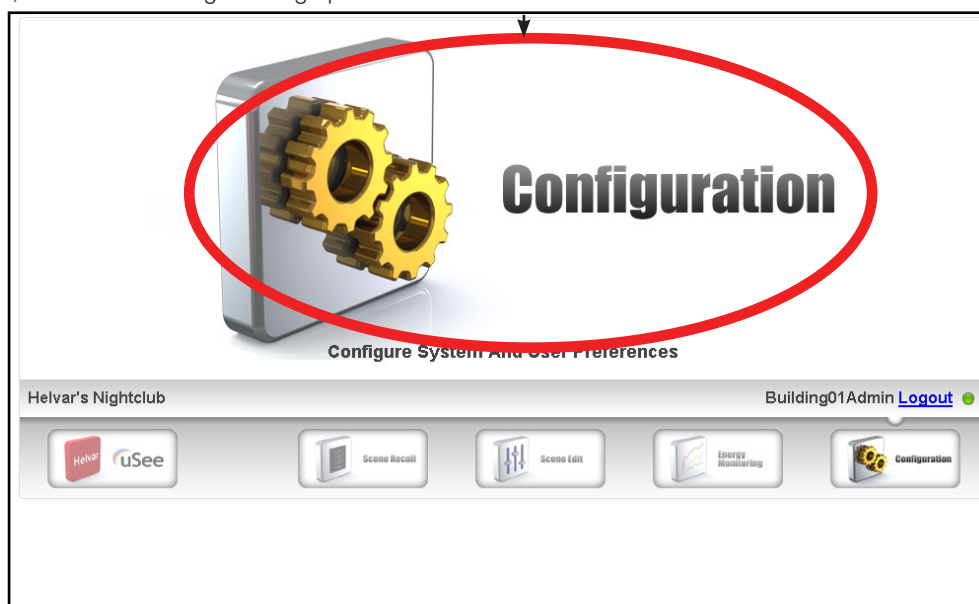 Configuration
Configure System And User Preferences
Helvar's Nightclub
Building01Admin Logout
Helvar uSee
Scene Recall
Scene Edit
Energy
Monitoring
Configuration